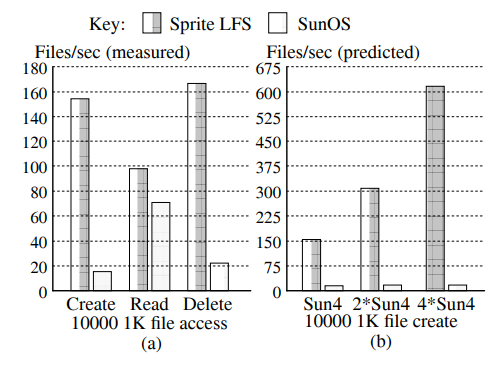 Key: Sprite LFS SunOS
Files/sec (measured)
180
160
140
120
100
80
60
40
20
0
Create Read Delete
10000 1K file access
(a)
Files/sec (predicted)
675
600
525
450
375
300
225
150
75
0
Sun4 2*Sun4 4*Sun4
10000 1K file create
(b)